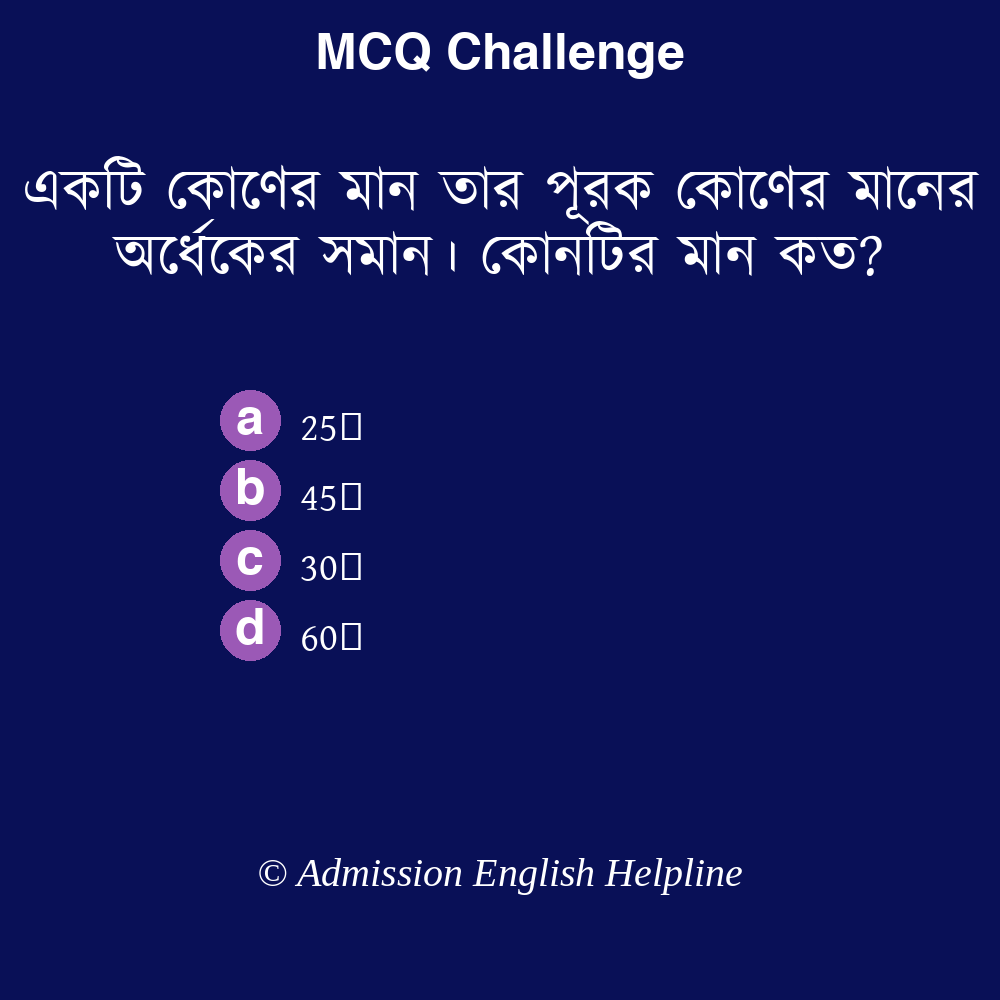 MCQ Challenge
একটি কোণের মান তার পূরক কোণের মানের
অর্ধেকের সমান। কোনটির মান কত?
a 25▯
b 45▯
c 30▯
d 60▯
© Admission English Helpline